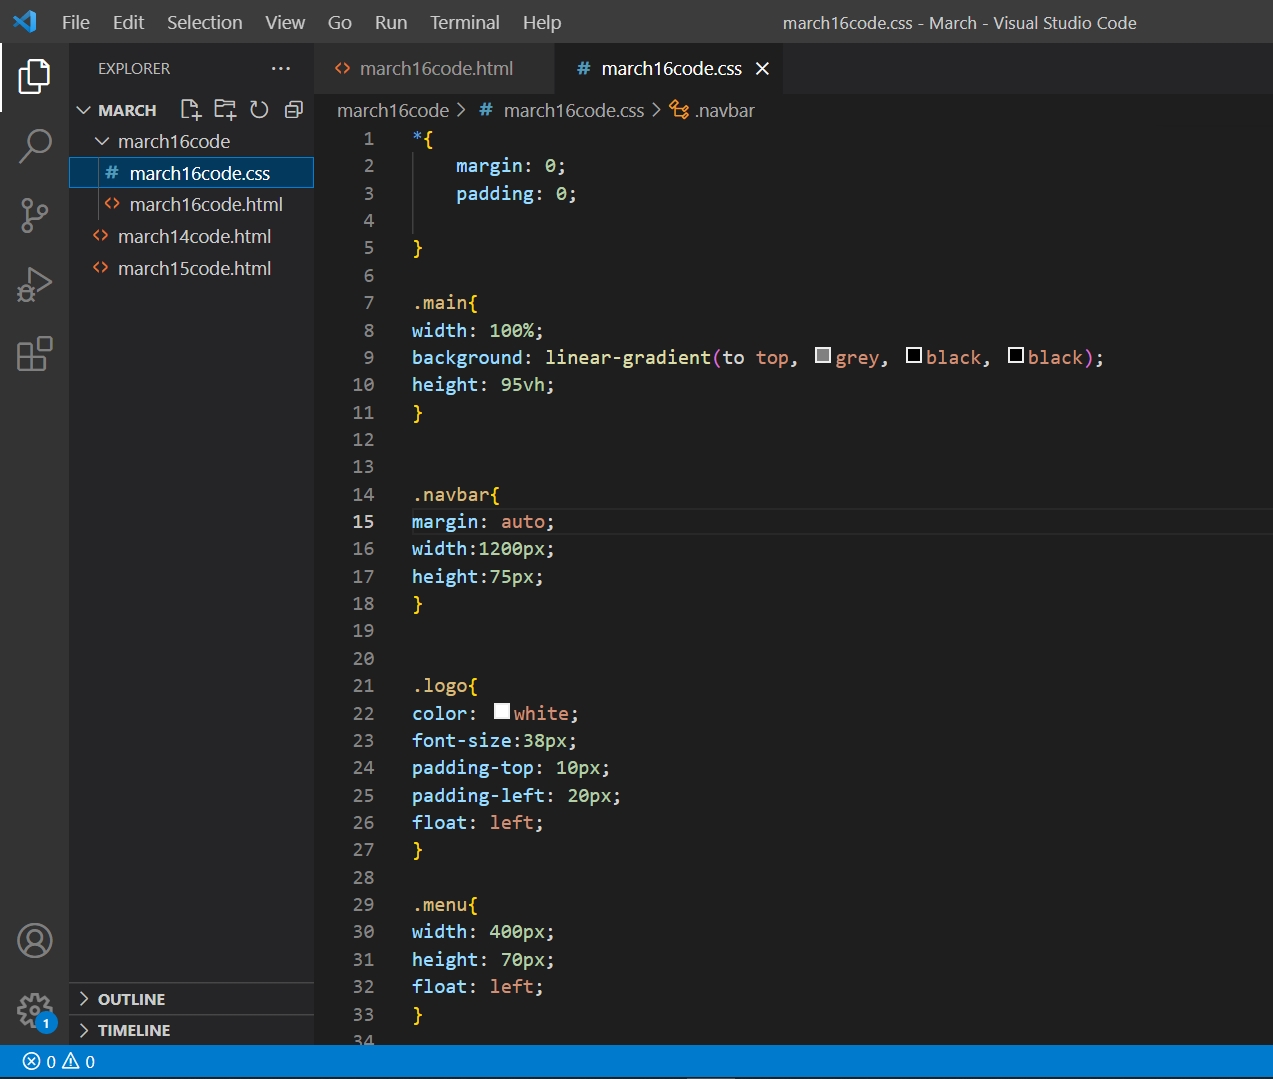 File Edit Selection View Go Run Terminal Help march16code.css - March - Visual Studio Code
EXPLORER ···
march16code.html # march16code.css
MARCH
march16code
# march16code.css
march16code.html
march14code.html
march15code.html
march16code > # march16code.css > .navbar
1 *{
2 margin: 0;
3 padding: 0;
4
5 }
6
7 .main{
8 width: 100%;
9 background: linear-gradient(to top, grey, black, black);
10 height: 95vh;
11 }
12
13
14 .navbar{
15 margin: auto;
16 width:1200px;
17 height:75px;
18 }
19
20
21 .logo{
22 color: white;
23 font-size:38px;
24 padding-top: 10px;
25 padding-left: 20px;
26 float: left;
27 }
28
29 .menu{
30 width: 400px;
31 height: 70px;
32 float: left;
33 }
34
OUTLINE
TIMELINE
1
0 0